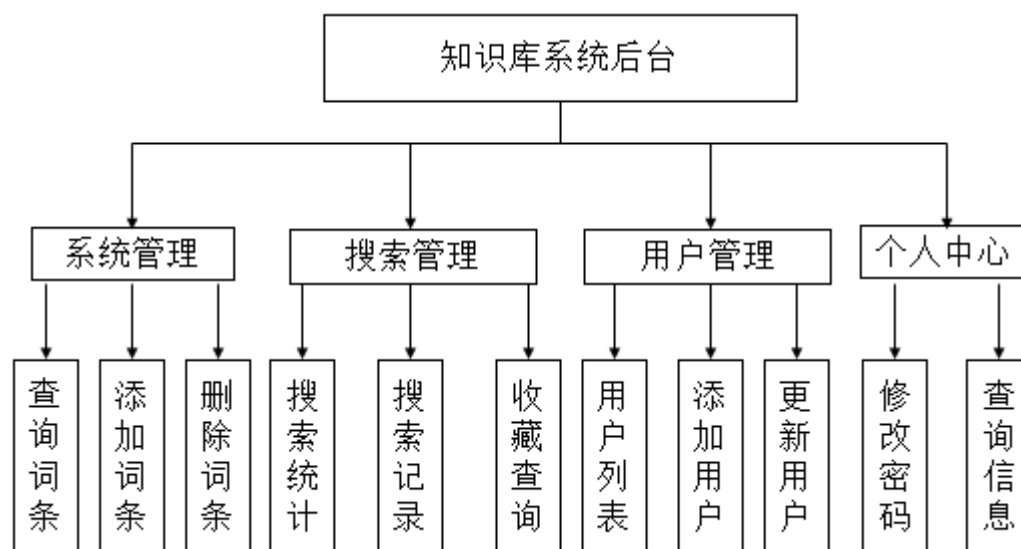 知识库系统后台
系统管理
搜索管理
用户管理
个人中心
查询词条
添加词条
删除词条
搜索统计
搜索记录
收藏查询
用户列表
添加用户
更新用户
修改密码
查询信息